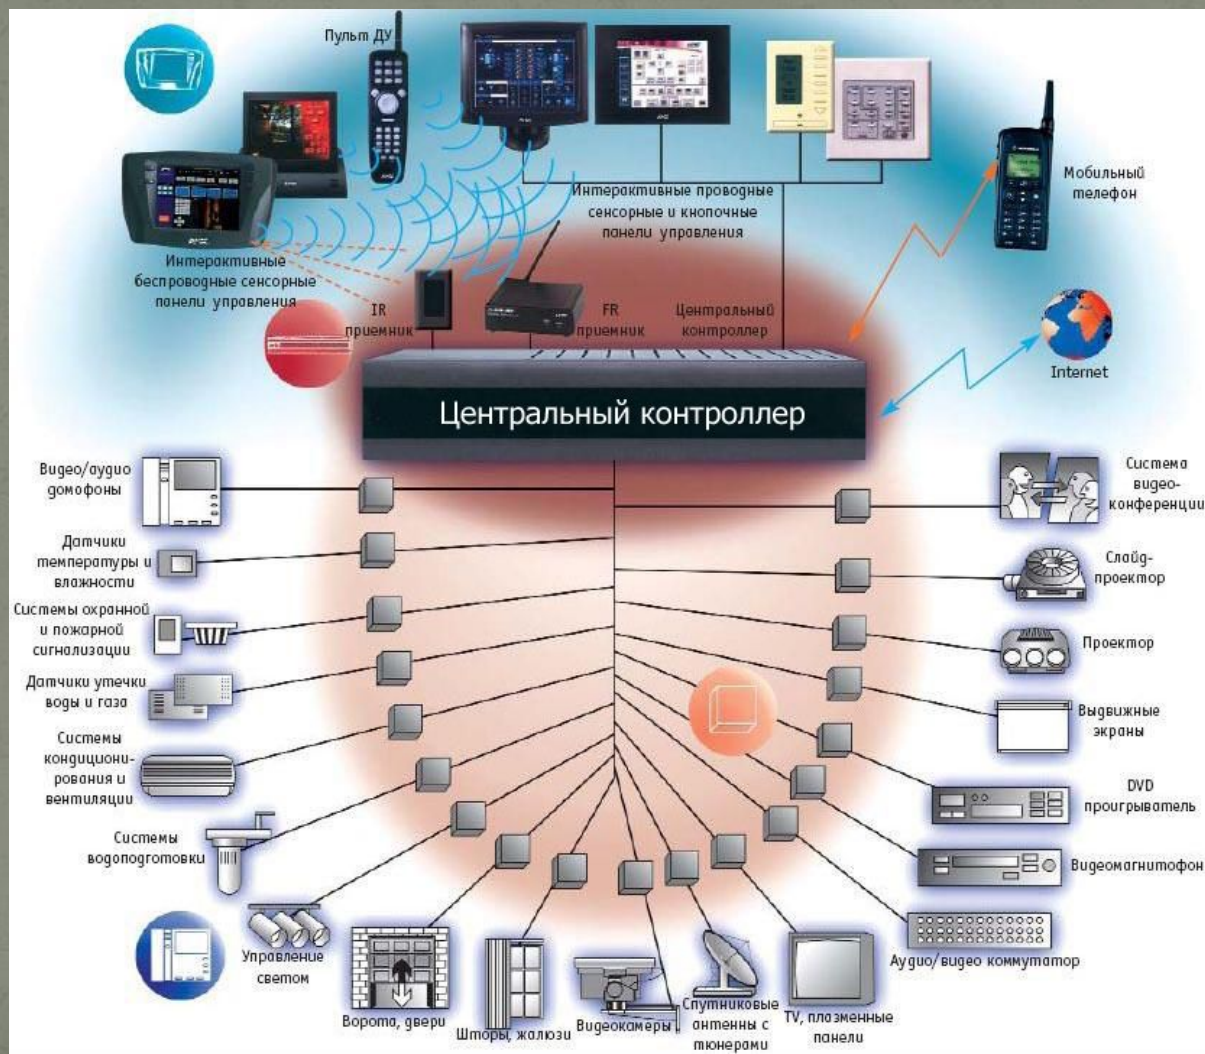 Пульт ДУ
Мобильный
телефон
Интерактивные проводные
сенсорные и кнопочные
панели управления
Интерактивные
беспроводные сенсорные
панели управления
IR
приемник
FR
приемник
Центральный
контроллер
Internet
Центральный контроллер
Видео/аудио
домофоны
Датчики
температуры и
влажности
Системы охранной
и пожарной
сигнализации
Датчики утечки
воды и газа
Системы
кондициони-
рования и
вентиляции
Системы
водоподготовки
Управление
светом
Ворота, двери
Шторы, жалюзи
Видеокамеры
Спутниковые
антенны с
тюнерами
TV, плазменные
панели
Аудио/видео коммутатор
Видеомагнитофон
DVD
проигрыватель
Выдвижные
экраны
Проектор
Слайд-
проектор
Система
видео-
конференции